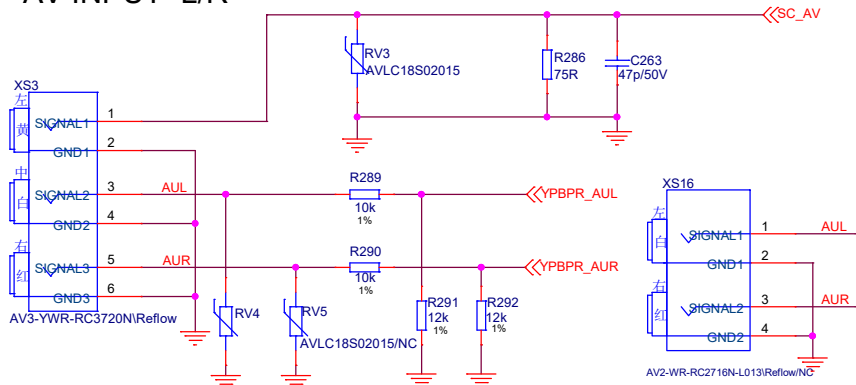 SC_AV
RV3
AVLC18S02015
R286
75R
C263
47p/50V
XS3
左
黄
SIGNAL1
1
GND1
2
中
白
SIGNAL2
3
AUL
GND2
4
右
红
SIGNAL3
5
AUR
GND3
6
AV3-YWR-RC3720N\Reflow
R289
10k
1%
YPBPR_AUL
R290
10k
1%
YPBPR_AUR
RV4
RV5
AVLC18S02015/NC
R291
12k
1%
R292
12k
1%
XS16
左
白
SIGNAL1
1
AUL
GND1
2
右
红
SIGNAL2
3
AUR
GND2
4
AV2-WR-RC2716N-L013\Reflow/NC